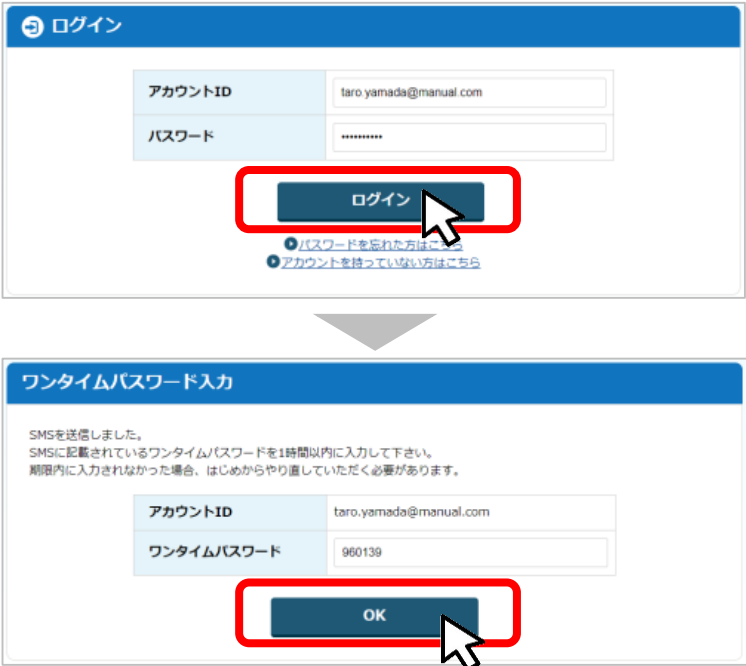 ログイン
アカウントID
taro.yamada@manual.com
パスワード
••••••••••
ログイン
パスワードを忘れた方はこちら
アカウントを持っていない方はこちら
ワンタイムパスワード入力
SMSを送信しました。
SMSに記載されているワンタイムパスワードを1時間以内に入力して下さい。
期限内に入力されなかった場合、はじめからやり直していただく必要があります。
アカウントID
taro.yamada@manual.com
ワンタイムパスワード
960139
OK